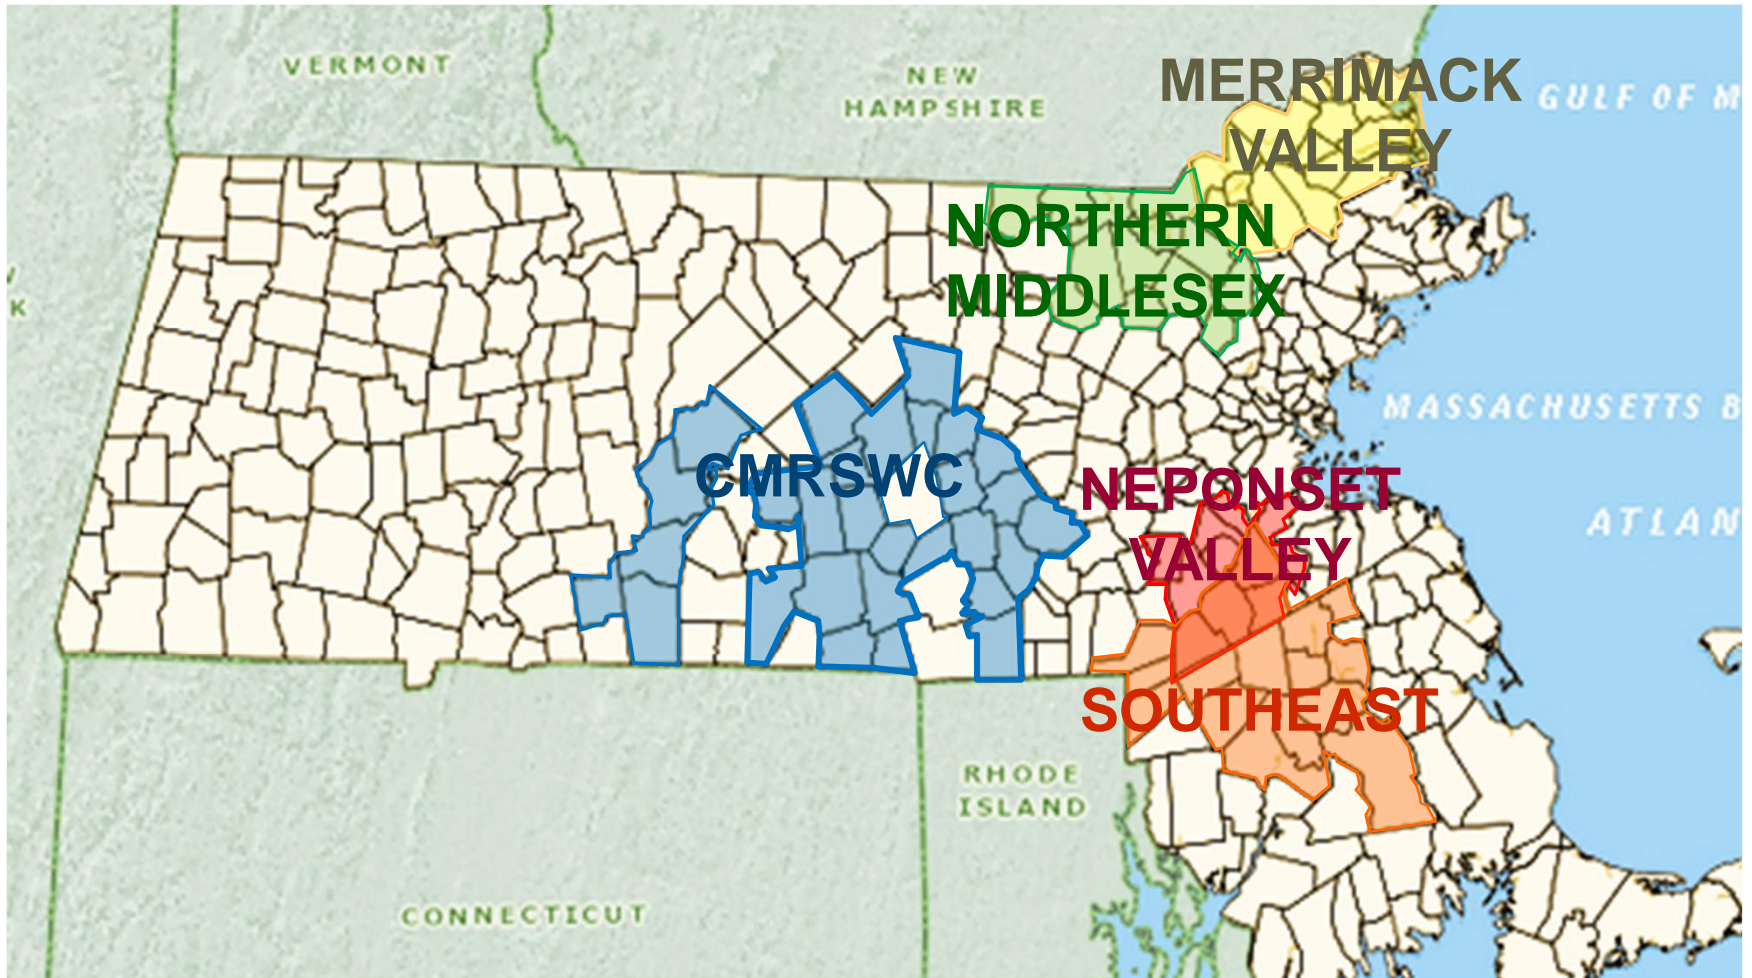 VERMONT
NEW
HAMPSHIRE
MERRIMACK
VALLEY
GULF OF M
NORTHERN
MIDDLESEX
K
MASSACHUSETTS B
CMRSWC
NEPONSET
VALLEY
ATLAN
SOUTHEAST
RHODE
ISLAND
CONNECTICUT